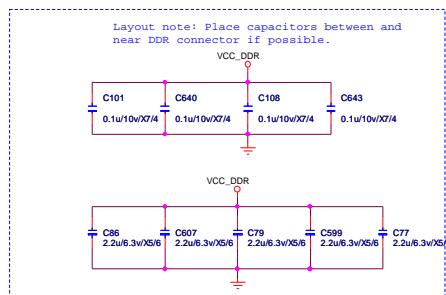 Layout note: Place capacitors between and
near DDR connector if possible.
VCC_DDR
C101 C640 C108 C643
0.1u/10v/X7/4 0.1u/10v/X7/4 0.1u/10v/X7/4 0.1u/10v/X7/4
VCC_DDR
C86 C607 C79 C599 C77
2.2u/6.3v/X5/6 2.2u/6.3v/X5/6 2.2u/6.3v/X5/6 2.2u/6.3v/X5/6 2.2u/6.3v/X5/6